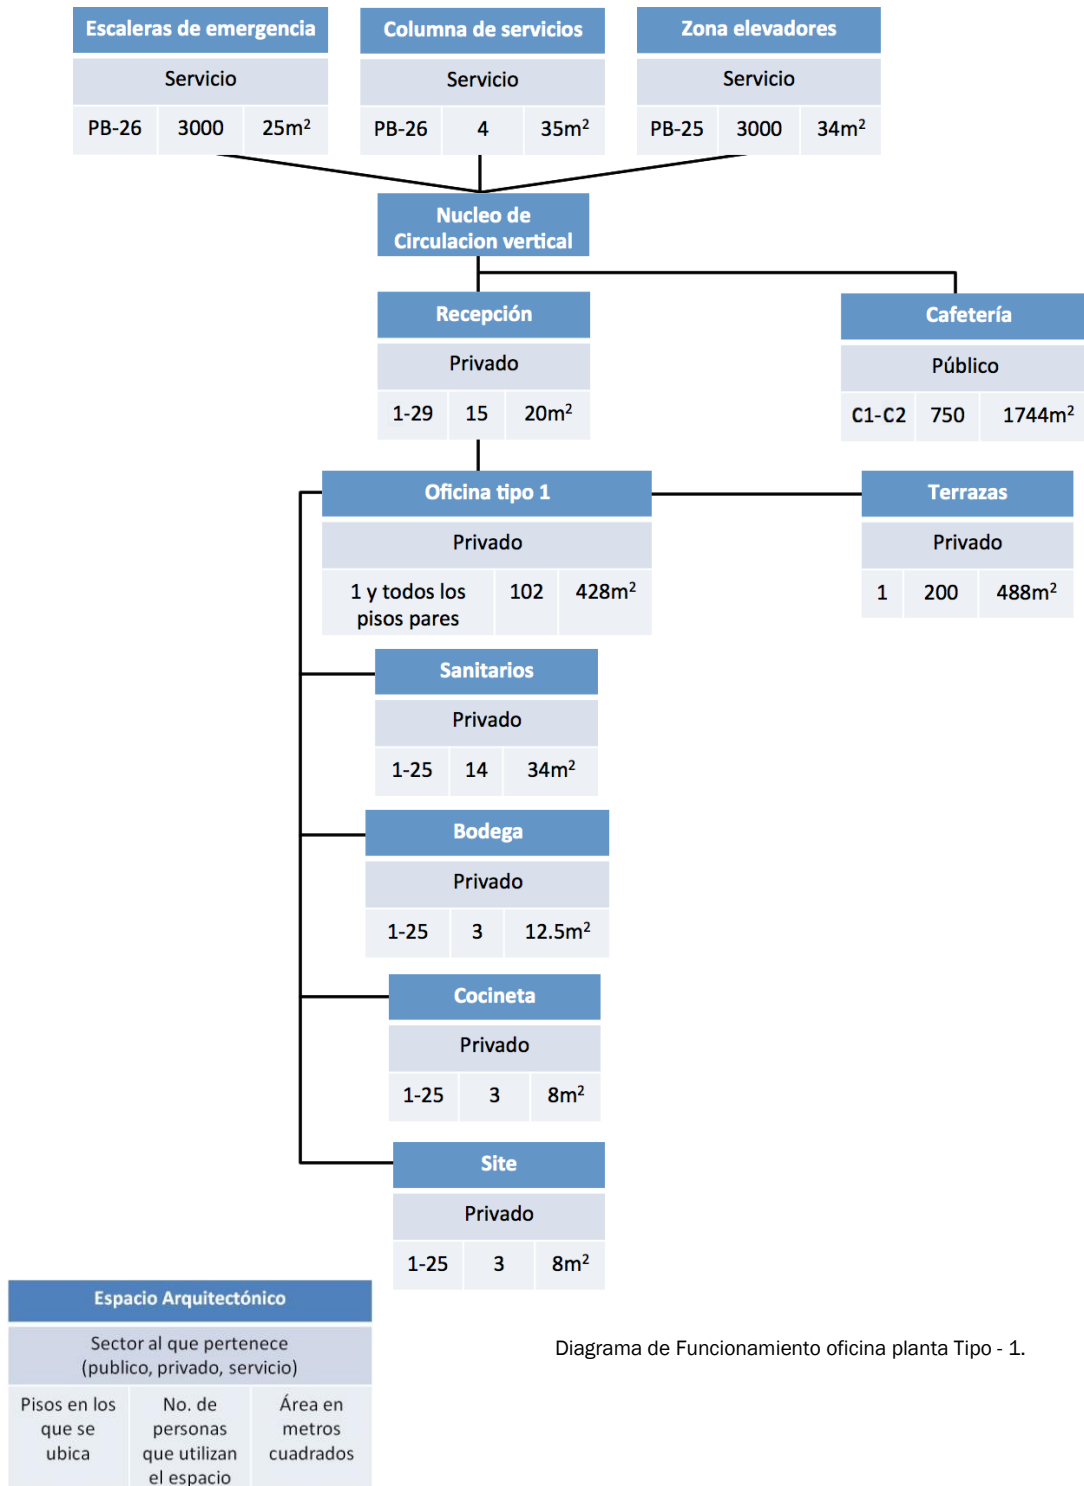 Escaleras de emergencia
Servicio
PB-26 3000 25m²
Columna de servicios
Servicio
PB-26 4 35m²
Zona elevadores
Servicio
PB-25 3000 34m²
Nucleo de
Circulacion vertical
Recepción
Privado
1-29 15 20m²
Cafetería
Público
C1-C2 750 1744m²
Oficina tipo 1
Privado
1 y todos los
pisos pares
102 428m²
Terrazas
Privado
1 200 488m²
Sanitarios
Privado
1-25 14 34m²
Bodega
Privado
1-25 3 12.5m²
Cocineta
Privado
1-25 3 8m²
Site
Privado
1-25 3 8m²
Espacio Arquitectónico
Sector al que pertenece
(publico, privado, servicio)
Pisos en los
que se
ubica
No. de
personas
que utilizan
el espacio
Área en
metros
cuadrados
Diagrama de Funcionamiento oficina planta Tipo - 1.